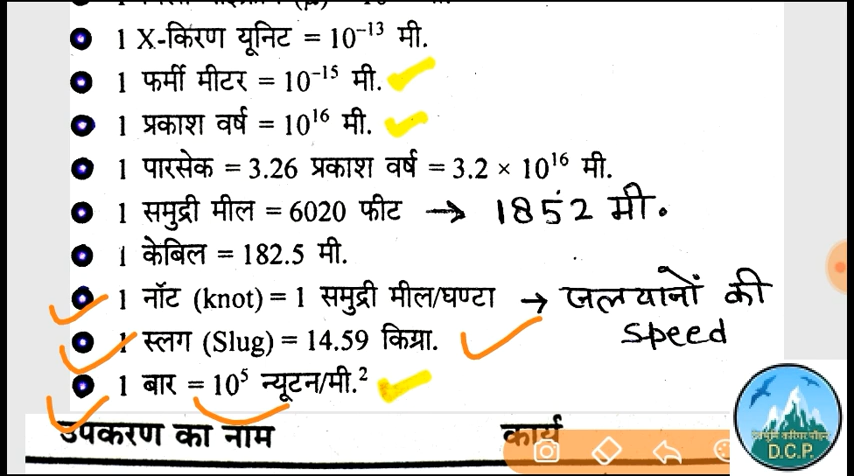 1 X-किरण यूनिट = 10⁻¹³ मी.
1 फर्मी मीटर = 10⁻¹⁵ मी.
1 प्रकाश वर्ष = 10¹⁶ मी.
1 पारसेक = 3.26 प्रकाश वर्ष = 3.2 × 10¹⁶ मी.
1 समुद्री मील = 6020 फीट → 1852 मी.
1 केबिल = 182.5 मी.
1 नॉट (knot) = 1 समुद्री मील/घण्टा → जलयानों की speed
1 स्लग (Slug) = 14.59 किग्रा.
1 बार = 10⁵ न्यूटन/मी.²
उपकरण का नाम कार्य
D.C.P.